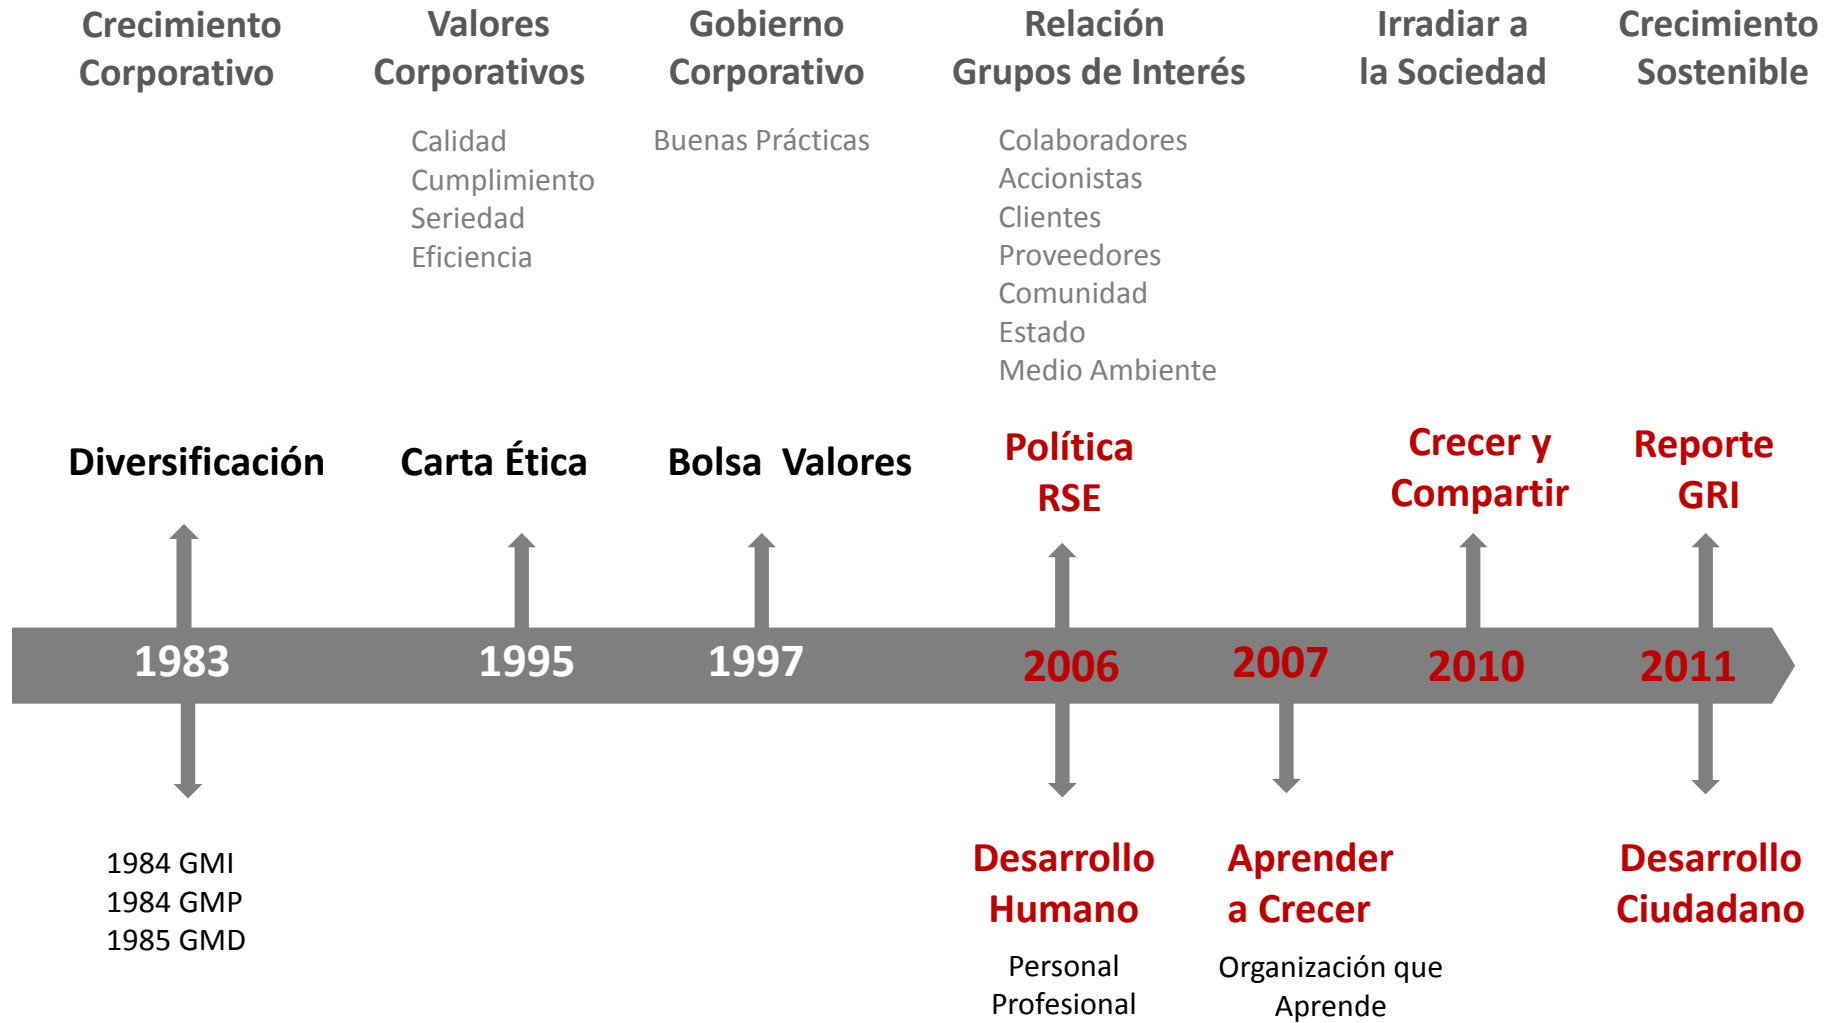 Crecimiento
Corporativo
Valores
Corporativos
Gobierno
Corporativo
Relación
Grupos de Interés
Irradiar a
la Sociedad
Crecimiento
Sostenible
Calidad
Cumplimiento
Seriedad
Eficiencia
Buenas Prácticas
Colaboradores
Accionistas
Clientes
Proveedores
Comunidad
Estado
Medio Ambiente
Diversificación
Carta Ética
Bolsa Valores
Política
RSE
Crecer y
Compartir
Reporte
GRI
1983
1995
1997
2006
2007
2010
2011
1984 GMI
1984 GMP
1985 GMD
Desarrollo
Humano
Personal
Profesional
Aprender
a Crecer
Organización que
Aprende
Desarrollo
Ciudadano